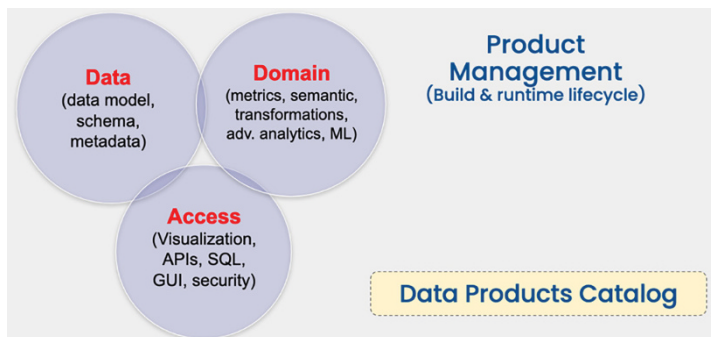 Data
(data model,
schema,
metadata)
Domain
(metrics, semantic,
transformations,
adv. analytics, ML)
Access
(Visualization,
APIs, SQL,
GUI, security)
Product
Management
(Build & runtime lifecycle)
Data Products Catalog